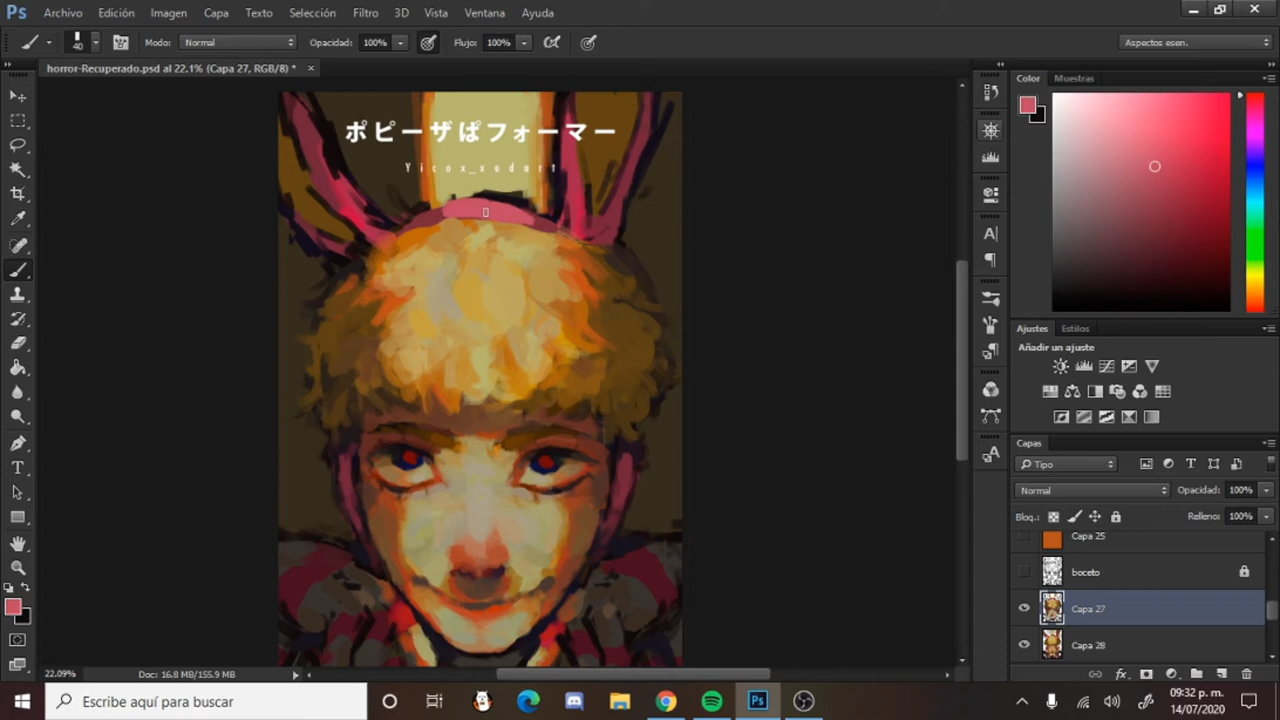 Ps Archivo Edición Imagen Capa Texto Selección Filtro 3D Vista Ventana Ayuda
40 Modo: Normal Opacidad: 100% Flujo: 100% Aspectos esen.
horror-Recuperado.psd al 22.1% (Capa 27, RGB/8) *
ポピーザぱフォーマー
Yicox_xodart
Color Muestras
Ajustes Estilos
Añadir un ajuste
Capas
Tipo
Normal Opacidad: 100%
Bloq.: Relleno: 100%
Capa 25
boceto
Capa 27
Capa 28
22.09% Doc: 16.8 MB/155.9 MB
Escribe aquí para buscar
Ps
09:32 p. m.
14/07/2020